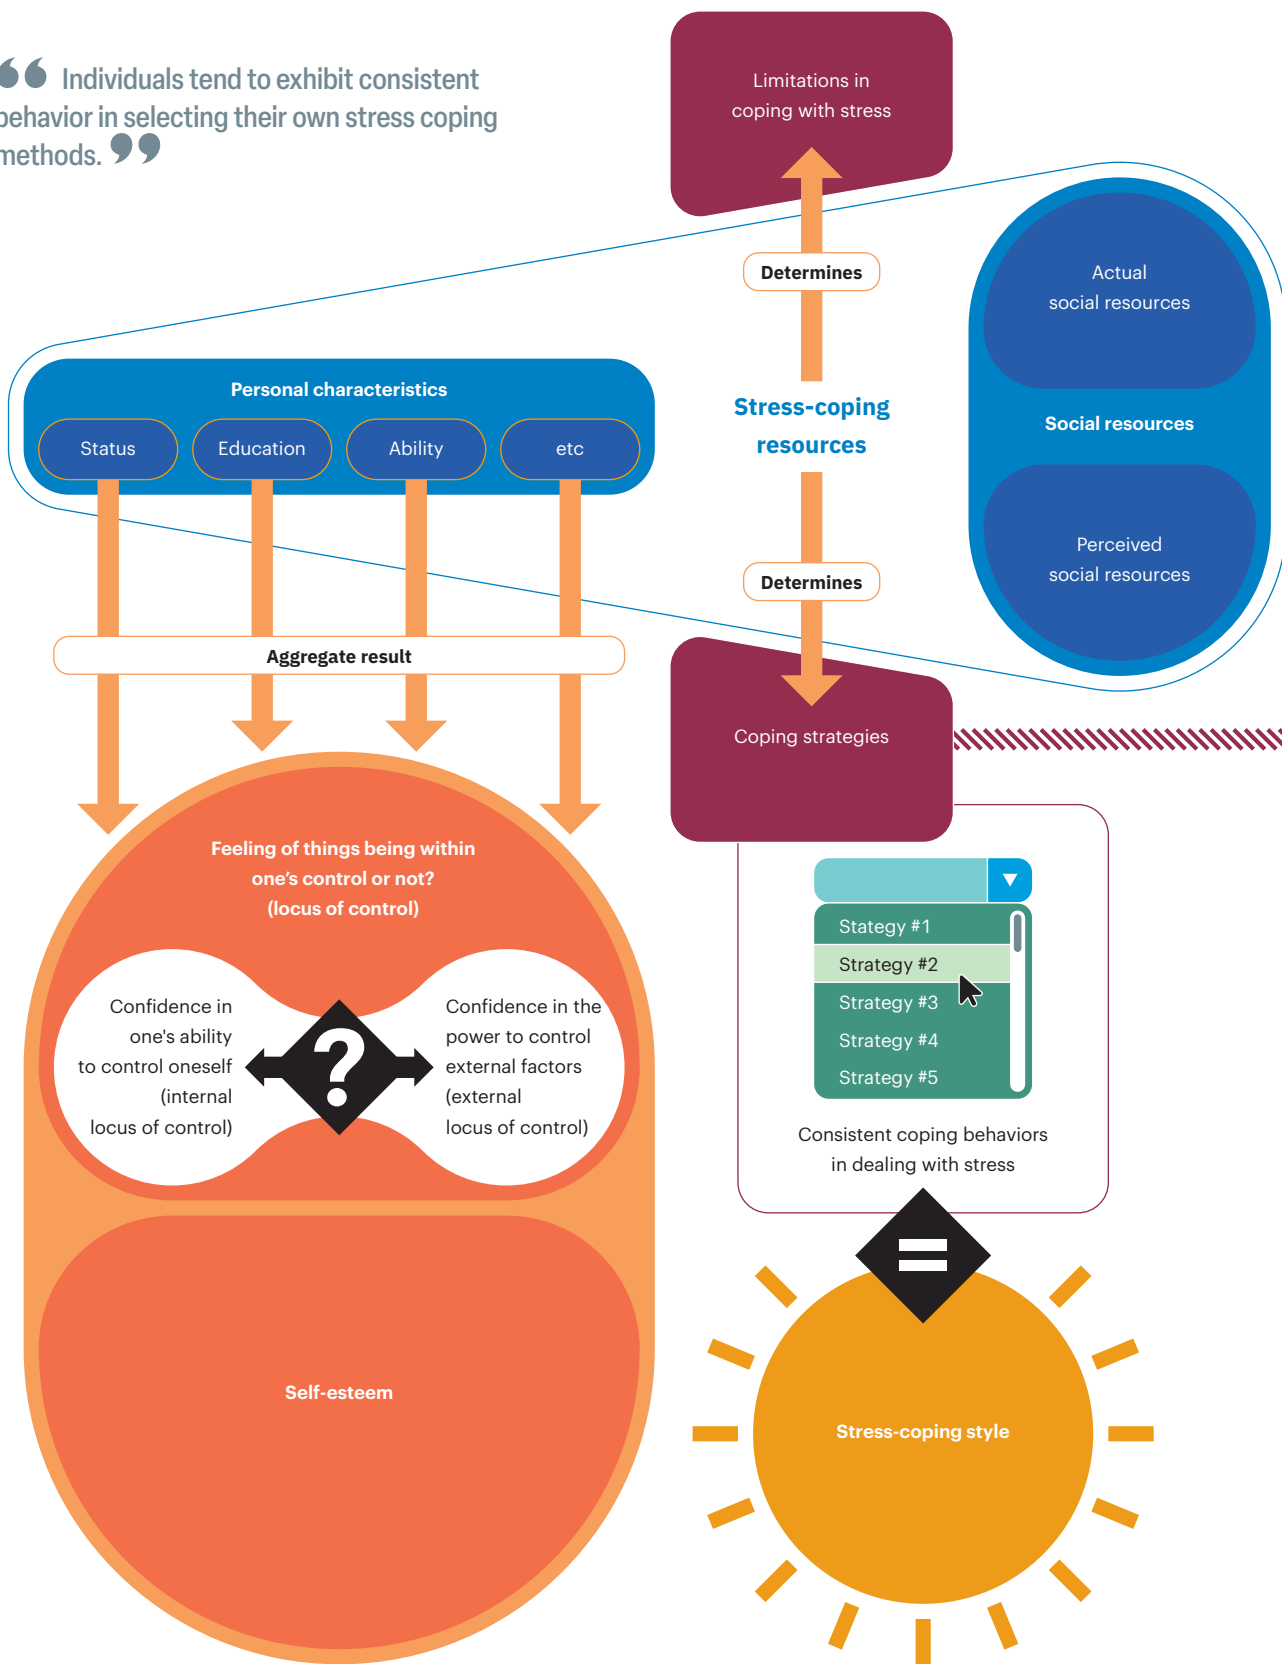 “ Individuals tend to exhibit consistent
behavior in selecting their own stress coping
methods. ”
Limitations in
coping with stress
Determines
Stress-coping
resources
Determines
Actual
social resources
Social resources
Perceived
social resources
Personal characteristics
Status
Education
Ability
etc
Aggregate result
Feeling of things being within
one’s control or not?
(locus of control)
Confidence in
one's ability
to control oneself
(internal
locus of control)
?
Confidence in the
power to control
external factors
(external
locus of control)
Self-esteem
Coping strategies
Stategy #1
Strategy #2
Strategy #3
Strategy #4
Strategy #5
Consistent coping behaviors
in dealing with stress
=
Stress-coping style